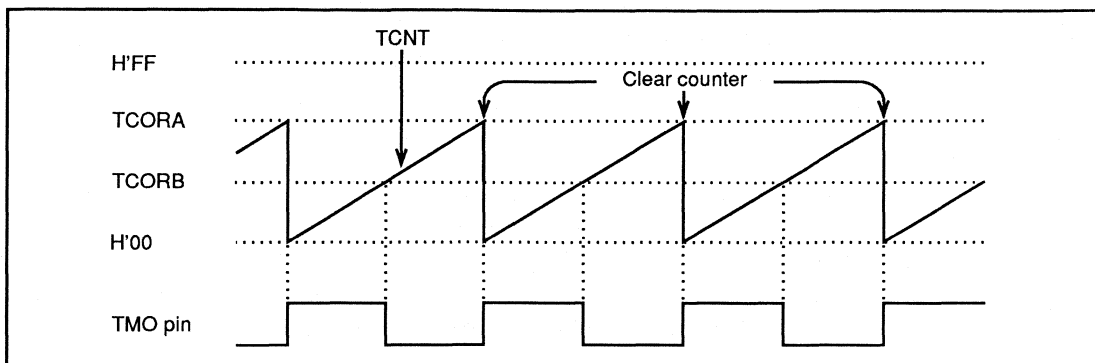 TCNT
H'FF
Clear counter
TCORA
TCORB
H'00
TMO pin